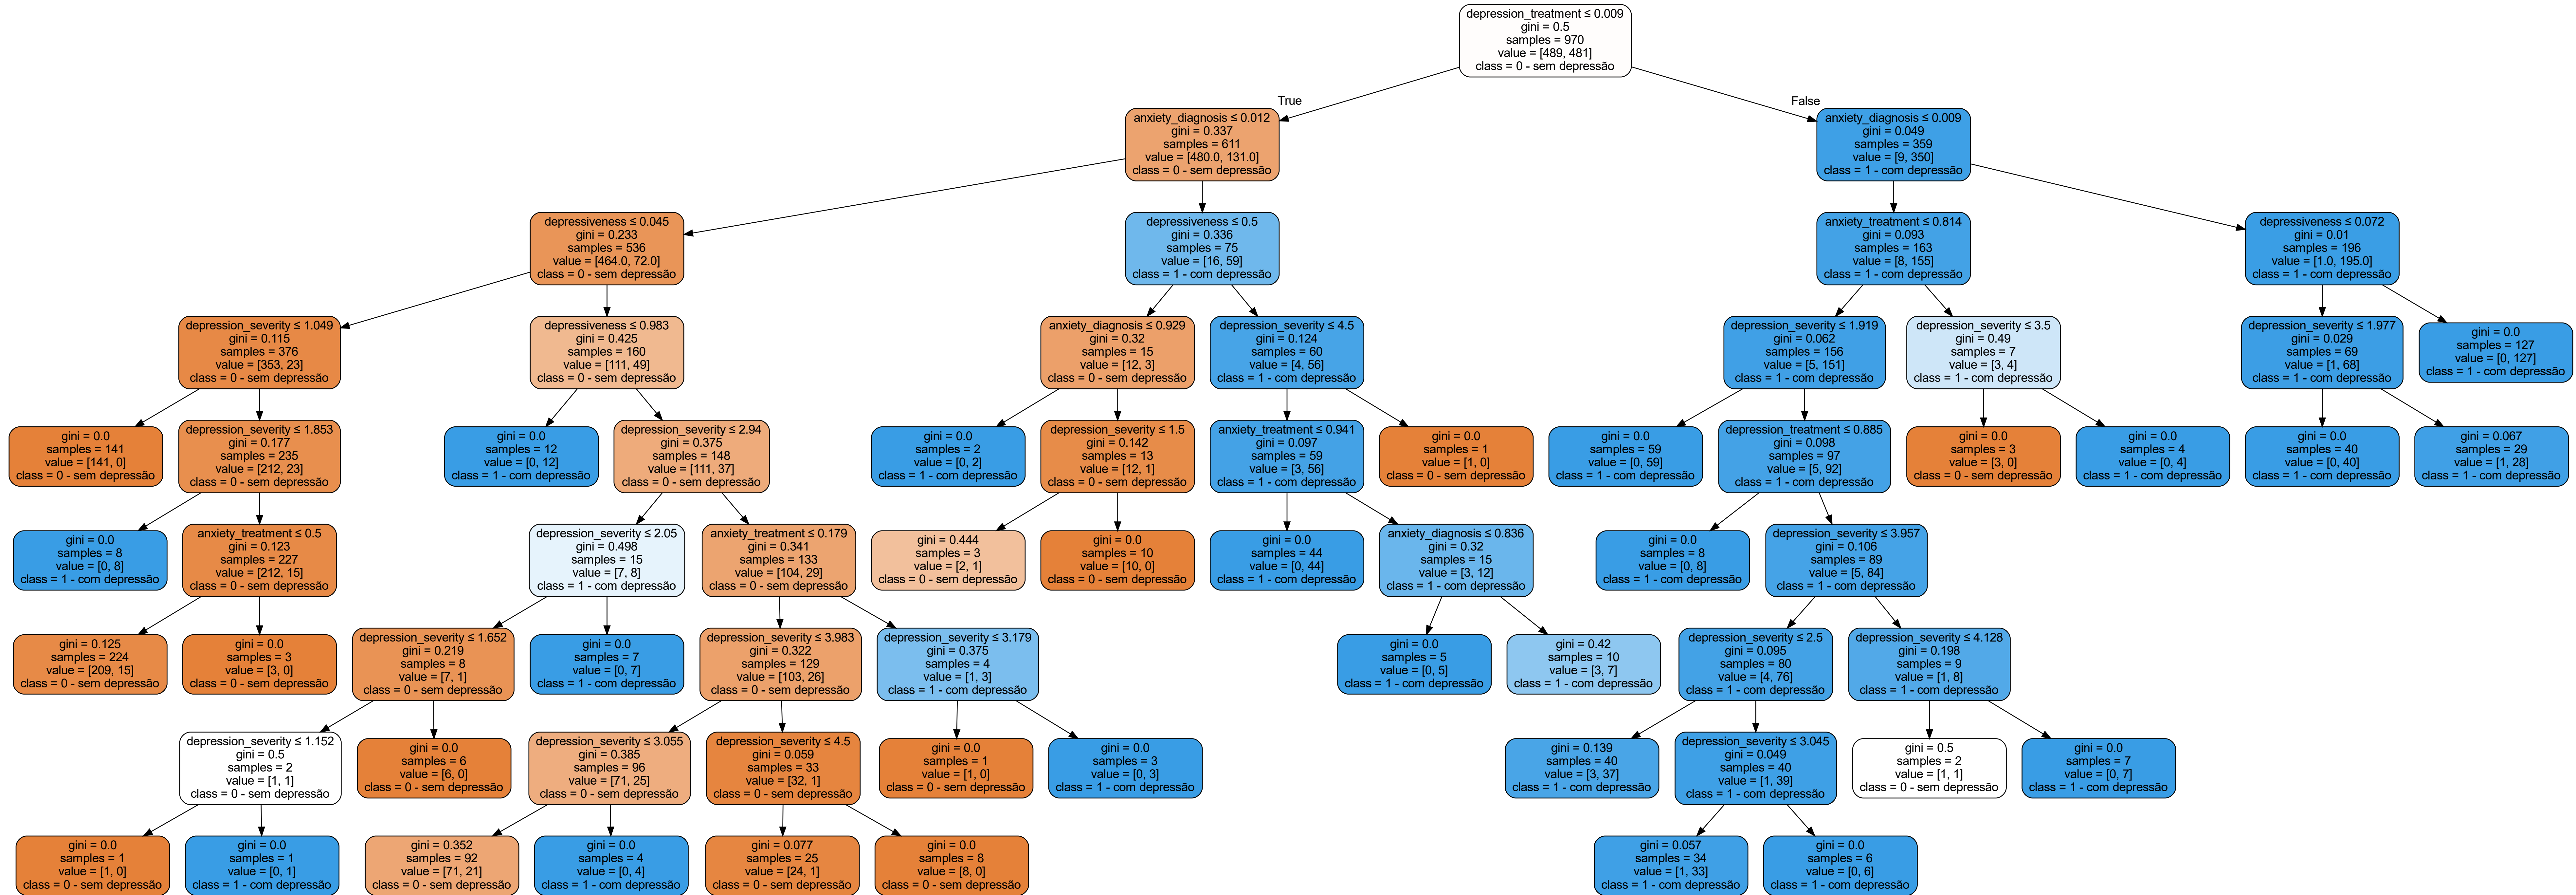 depression_treatment ≤ 0.009
gini = 0.5
samples = 970
value = [489, 481]
class = 0 - sem depressão
True
False
anxiety_diagnosis ≤ 0.012
gini = 0.337
samples = 611
value = [480.0, 131.0]
class = 0 - sem depressão
anxiety_diagnosis ≤ 0.009
gini = 0.049
samples = 359
value = [9, 350]
class = 1 - com depressão
depressiveness ≤ 0.045
gini = 0.233
samples = 536
value = [464.0, 72.0]
class = 0 - sem depressão
depressiveness ≤ 0.5
gini = 0.336
samples = 75
value = [16, 59]
class = 1 - com depressão
anxiety_treatment ≤ 0.814
gini = 0.093
samples = 163
value = [8, 155]
class = 1 - com depressão
depressiveness ≤ 0.072
gini = 0.01
samples = 196
value = [1.0, 195.0]
class = 1 - com depressão
depression_severity ≤ 1.049
gini = 0.115
samples = 376
value = [353, 23]
class = 0 - sem depressão
depressiveness ≤ 0.983
gini = 0.425
samples = 160
value = [111, 49]
class = 0 - sem depressão
anxiety_diagnosis ≤ 0.929
gini = 0.32
samples = 15
value = [12, 3]
class = 0 - sem depressão
depression_severity ≤ 4.5
gini = 0.124
samples = 60
value = [4, 56]
class = 1 - com depressão
depression_severity ≤ 1.919
gini = 0.062
samples = 156
value = [5, 151]
class = 1 - com depressão
depression_severity ≤ 3.5
gini = 0.49
samples = 7
value = [3, 4]
class = 1 - com depressão
depression_severity ≤ 1.977
gini = 0.029
samples = 69
value = [1, 68]
class = 1 - com depressão
gini = 0.0
samples = 127
value = [0, 127]
class = 1 - com depressão
gini = 0.0
samples = 141
value = [141, 0]
class = 0 - sem depressão
depression_severity ≤ 1.853
gini = 0.177
samples = 235
value = [212, 23]
class = 0 - sem depressão
gini = 0.0
samples = 12
value = [0, 12]
class = 1 - com depressão
depression_severity ≤ 2.94
gini = 0.375
samples = 148
value = [111, 37]
class = 0 - sem depressão
gini = 0.0
samples = 2
value = [0, 2]
class = 1 - com depressão
depression_severity ≤ 1.5
gini = 0.142
samples = 13
value = [12, 1]
class = 0 - sem depressão
anxiety_treatment ≤ 0.941
gini = 0.097
samples = 59
value = [3, 56]
class = 1 - com depressão
gini = 0.0
samples = 1
value = [1, 0]
class = 0 - sem depressão
gini = 0.0
samples = 59
value = [0, 59]
class = 1 - com depressão
depression_treatment ≤ 0.885
gini = 0.098
samples = 97
value = [5, 92]
class = 1 - com depressão
gini = 0.0
samples = 3
value = [3, 0]
class = 0 - sem depressão
gini = 0.0
samples = 4
value = [0, 4]
class = 1 - com depressão
gini = 0.0
samples = 40
value = [0, 40]
class = 1 - com depressão
gini = 0.067
samples = 29
value = [1, 28]
class = 1 - com depressão
gini = 0.0
samples = 8
value = [0, 8]
class = 1 - com depressão
anxiety_treatment ≤ 0.5
gini = 0.123
samples = 227
value = [212, 15]
class = 0 - sem depressão
depression_severity ≤ 2.05
gini = 0.498
samples = 15
value = [7, 8]
class = 1 - com depressão
anxiety_treatment ≤ 0.179
gini = 0.341
samples = 133
value = [104, 29]
class = 0 - sem depressão
gini = 0.444
samples = 3
value = [2, 1]
class = 0 - sem depressão
gini = 0.0
samples = 10
value = [10, 0]
class = 0 - sem depressão
gini = 0.0
samples = 44
value = [0, 44]
class = 1 - com depressão
anxiety_diagnosis ≤ 0.836
gini = 0.32
samples = 15
value = [3, 12]
class = 1 - com depressão
gini = 0.0
samples = 8
value = [0, 8]
class = 1 - com depressão
depression_severity ≤ 3.957
gini = 0.106
samples = 89
value = [5, 84]
class = 1 - com depressão
gini = 0.125
samples = 224
value = [209, 15]
class = 0 - sem depressão
gini = 0.0
samples = 3
value = [3, 0]
class = 0 - sem depressão
depression_severity ≤ 1.652
gini = 0.219
samples = 8
value = [7, 1]
class = 0 - sem depressão
gini = 0.0
samples = 7
value = [0, 7]
class = 1 - com depressão
depression_severity ≤ 3.983
gini = 0.322
samples = 129
value = [103, 26]
class = 0 - sem depressão
depression_severity ≤ 3.179
gini = 0.375
samples = 4
value = [1, 3]
class = 1 - com depressão
gini = 0.0
samples = 5
value = [0, 5]
class = 1 - com depressão
gini = 0.42
samples = 10
value = [3, 7]
class = 1 - com depressão
depression_severity ≤ 2.5
gini = 0.095
samples = 80
value = [4, 76]
class = 1 - com depressão
depression_severity ≤ 4.128
gini = 0.198
samples = 9
value = [1, 8]
class = 1 - com depressão
depression_severity ≤ 1.152
gini = 0.5
samples = 2
value = [1, 1]
class = 0 - sem depressão
gini = 0.0
samples = 6
value = [6, 0]
class = 0 - sem depressão
depression_severity ≤ 3.055
gini = 0.385
samples = 96
value = [71, 25]
class = 0 - sem depressão
depression_severity ≤ 4.5
gini = 0.059
samples = 33
value = [32, 1]
class = 0 - sem depressão
gini = 0.0
samples = 1
value = [1, 0]
class = 0 - sem depressão
gini = 0.0
samples = 3
value = [0, 3]
class = 1 - com depressão
gini = 0.139
samples = 40
value = [3, 37]
class = 1 - com depressão
depression_severity ≤ 3.045
gini = 0.049
samples = 40
value = [1, 39]
class = 1 - com depressão
gini = 0.5
samples = 2
value = [1, 1]
class = 0 - sem depressão
gini = 0.0
samples = 7
value = [0, 7]
class = 1 - com depressão
gini = 0.0
samples = 1
value = [1, 0]
class = 0 - sem depressão
gini = 0.0
samples = 1
value = [0, 1]
class = 1 - com depressão
gini = 0.352
samples = 92
value = [71, 21]
class = 0 - sem depressão
gini = 0.0
samples = 4
value = [0, 4]
class = 1 - com depressão
gini = 0.077
samples = 25
value = [24, 1]
class = 0 - sem depressão
gini = 0.0
samples = 8
value = [8, 0]
class = 0 - sem depressão
gini = 0.057
samples = 34
value = [1, 33]
class = 1 - com depressão
gini = 0.0
samples = 6
value = [0, 6]
class = 1 - com depressão